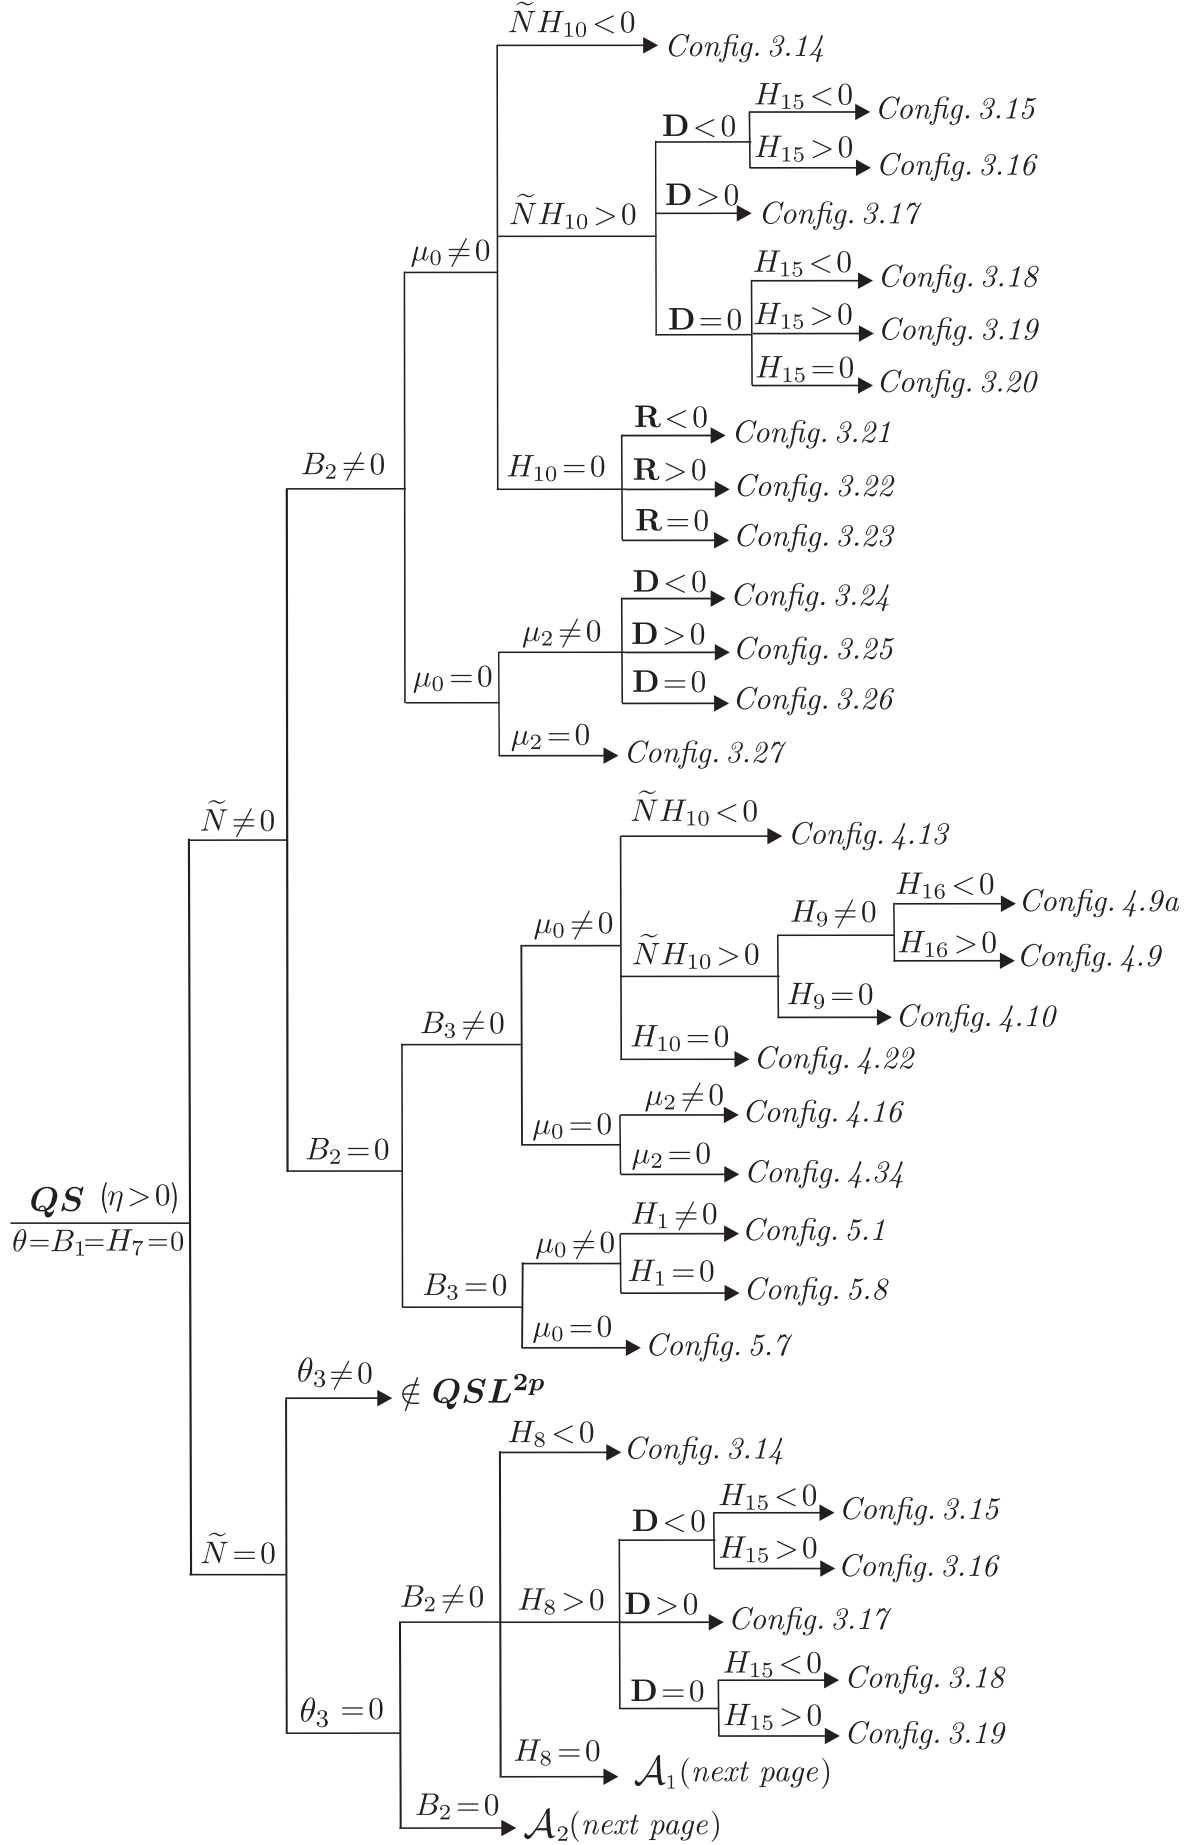 ÑH₁₀<0
Config. 3.14
H₁₅<0
Config. 3.15
D<0
H₁₅>0
Config. 3.16
D>0
Config. 3.17
ÑH₁₀>0
μ₀≠0
H₁₅<0
Config. 3.18
D=0
H₁₅>0
Config. 3.19
H₁₅=0
Config. 3.20
R<0
Config. 3.21
B₂≠0
H₁₀=0
R>0
Config. 3.22
R=0
Config. 3.23
D<0
Config. 3.24
μ₂≠0
D>0
Config. 3.25
μ₀=0
D=0
Config. 3.26
μ₂=0
Config. 3.27
Ñ≠0
ÑH₁₀<0
Config. 4.13
H₁₆<0
Config. 4.9a
H₉≠0
μ₀≠0
H₁₆>0
Config. 4.9
ÑH₁₀>0
H₉=0
Config. 4.10
B₃≠0
H₁₀=0
Config. 4.22
μ₂≠0
Config. 4.16
μ₀=0
B₂=0
μ₂=0
Config. 4.34
QS (η>0)
θ=B₁=H₇=0
H₁≠0
Config. 5.1
μ₀≠0
H₁=0
Config. 5.8
B₃=0
μ₀=0
Config. 5.7
θ₃≠0
∉ QSL²ᵖ
H₈<0
Config. 3.14
H₁₅<0
Config. 3.15
D<0
Ñ=0
H₁₅>0
Config. 3.16
B₂≠0
H₈>0
D>0
Config. 3.17
H₁₅<0
Config. 3.18
D=0
θ₃ =0
H₁₅>0
Config. 3.19
H₈=0
𝒜₁(next page)
B₂=0
𝒜₂(next page)